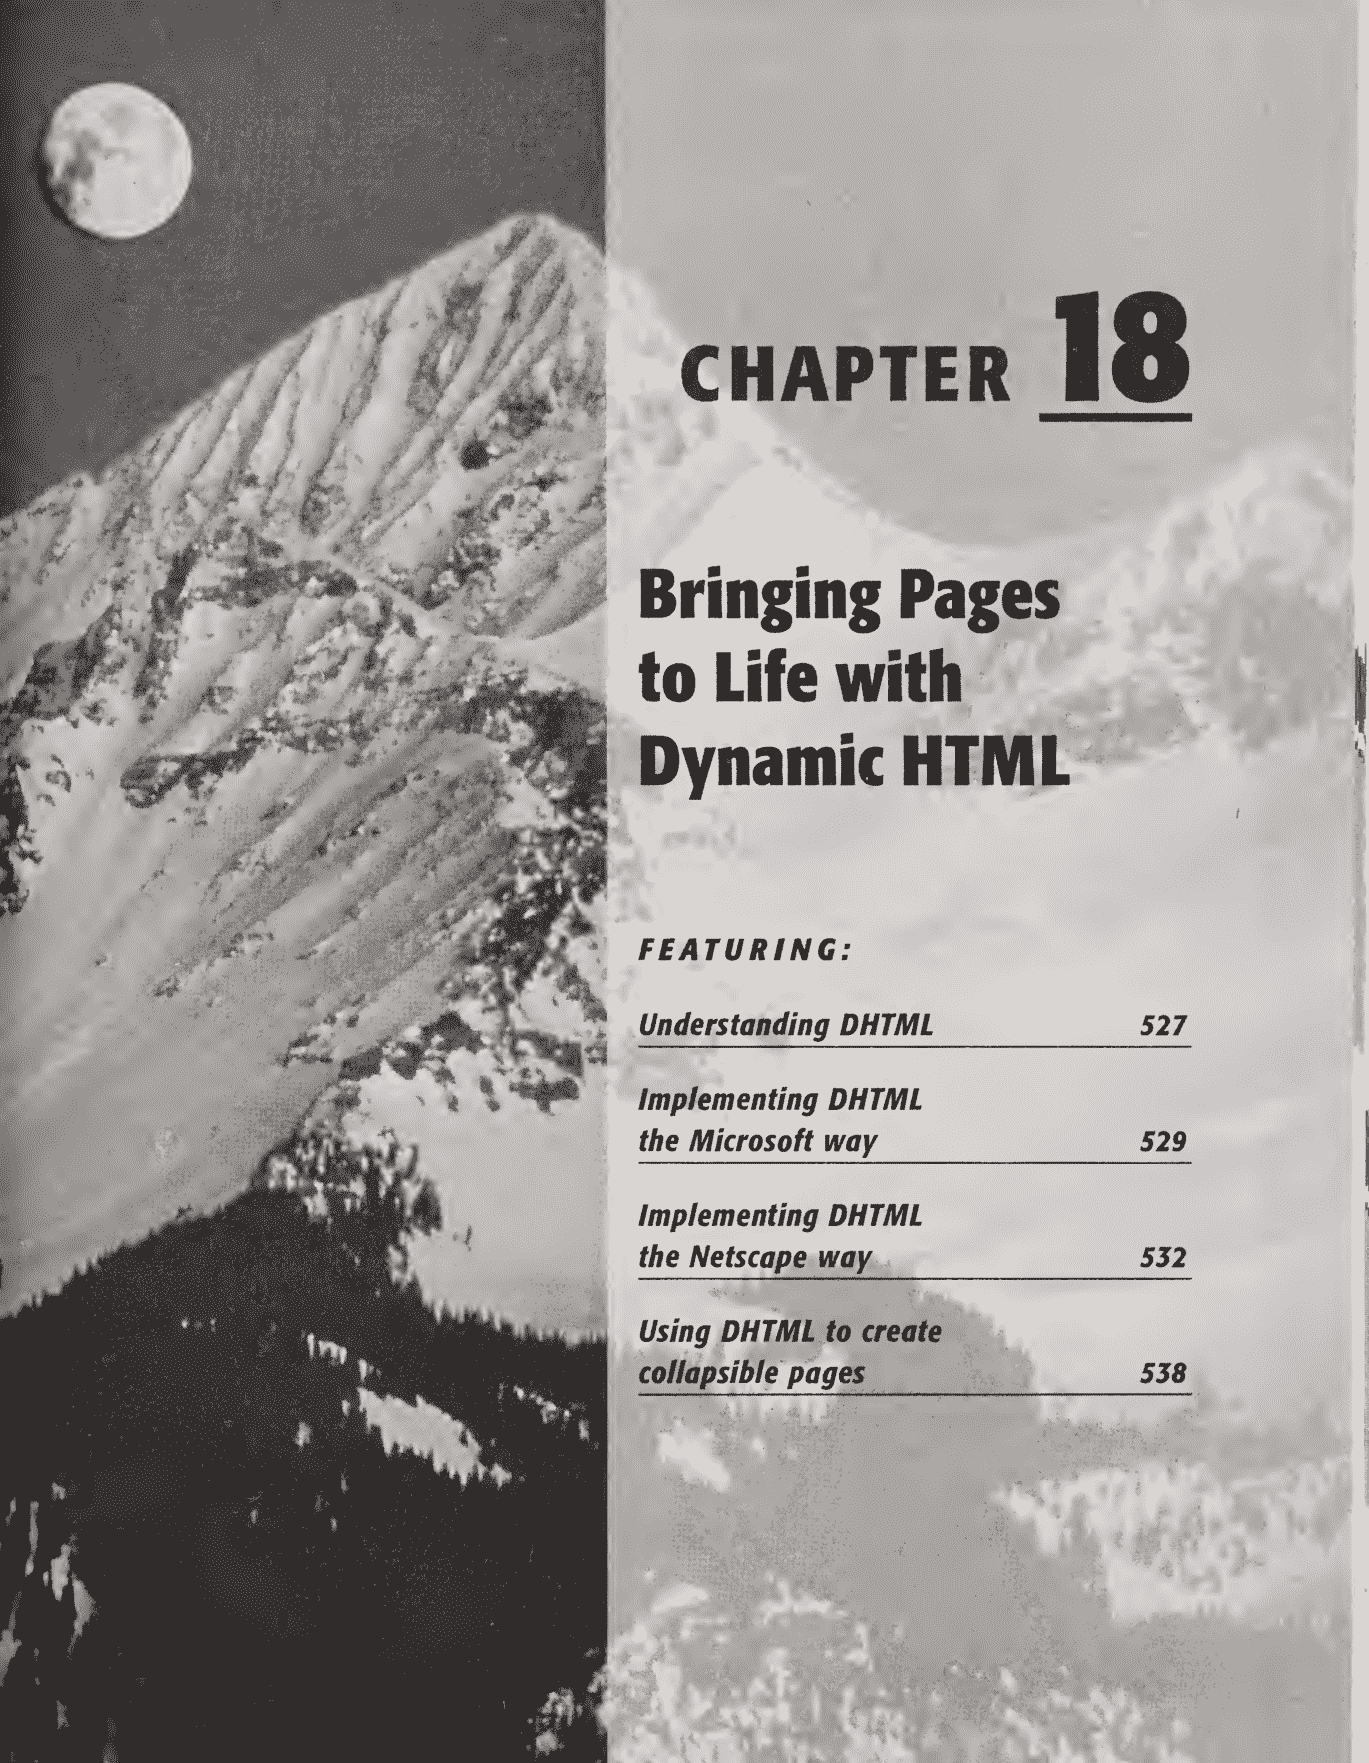 CHAPTER 18
Bringing Pages
to Life with
Dynamic HTML
FEATURING:
Understanding DHTML 527
Implementing DHTML
the Microsoft way 529
Implementing DHTML
the Netscape way 532
Using DHTML to create
collapsible pages 538